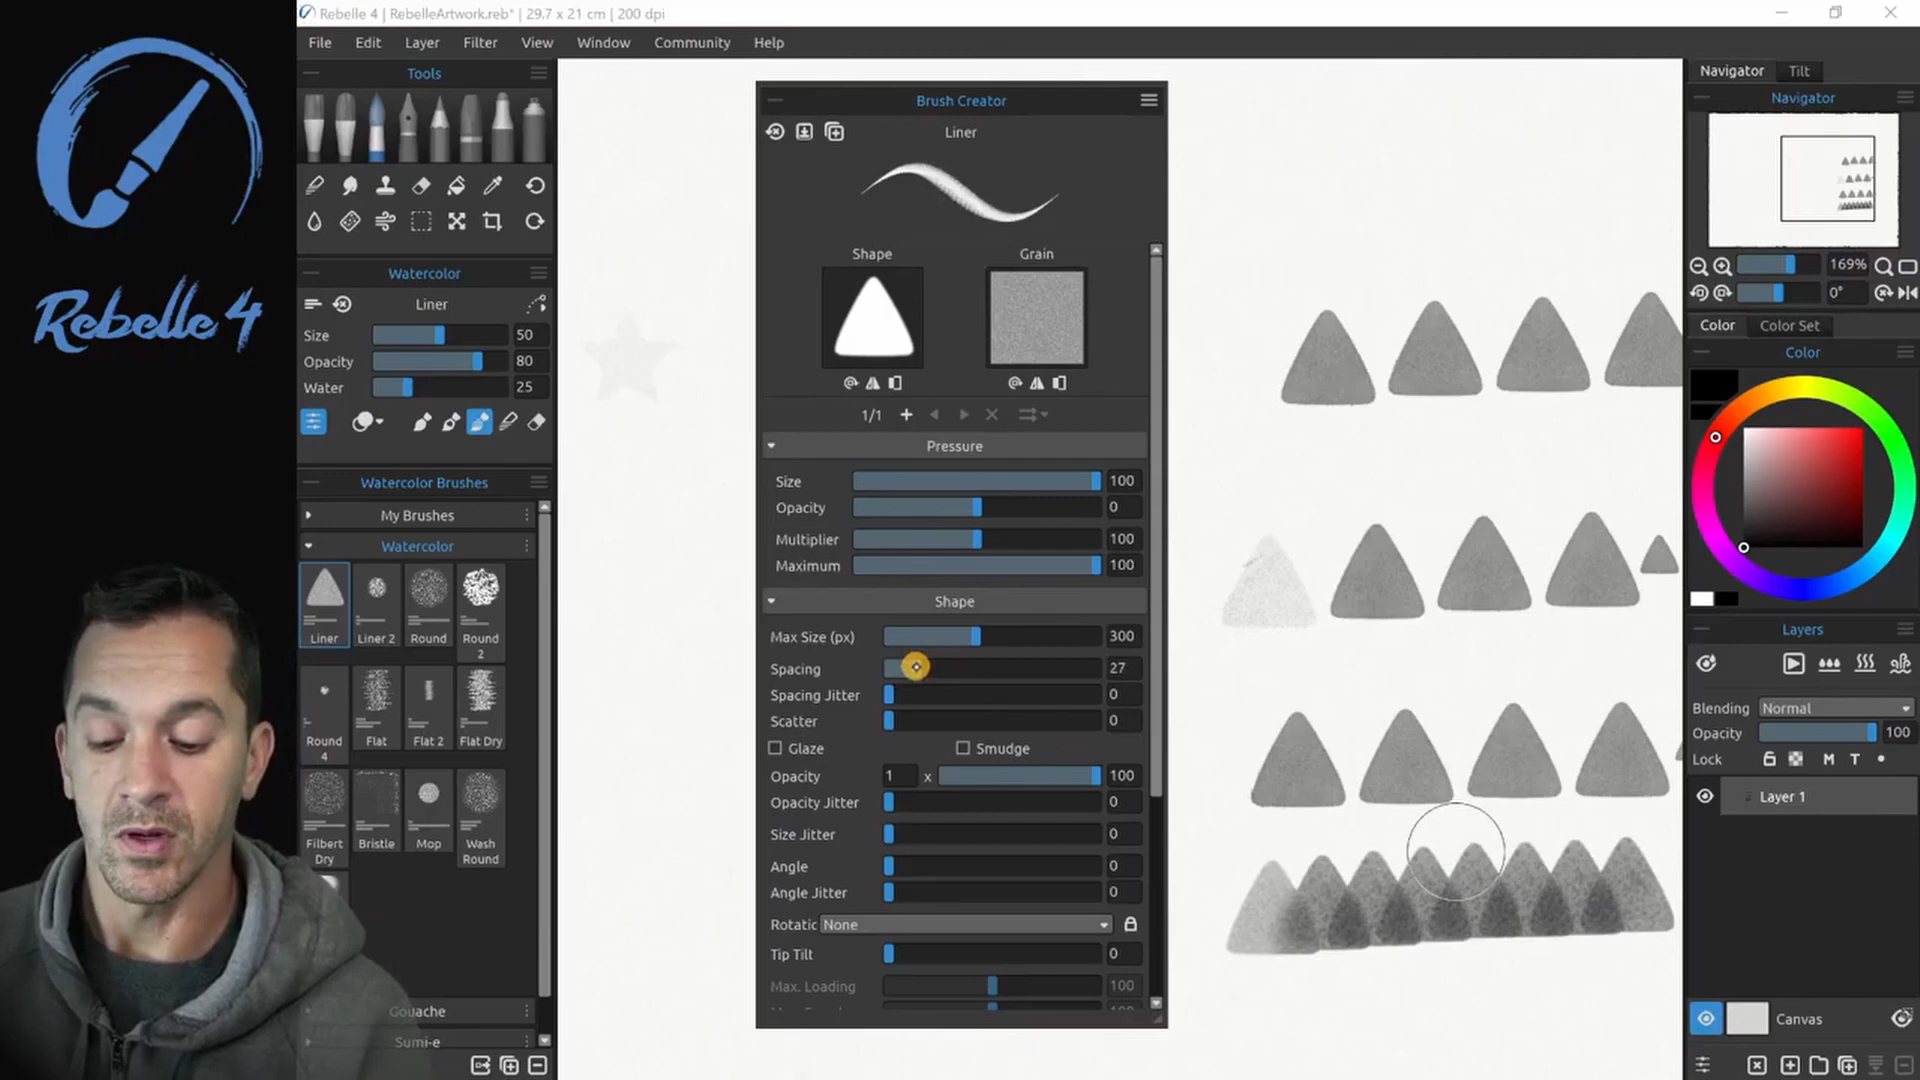 Rebelle 4 | RebelleArtwork.reb* | 29.7 x 21 cm | 200 dpi
File Edit Layer Filter View Window Community Help
Rebelle 4
Tools
Watercolor
Liner
Size 50
Opacity 80
Water 25
Watercolor Brushes
My Brushes
Watercolor
Liner Liner 2 Round Round 2
Round 4 Flat Flat 2 Flat Dry
Filbert Dry Bristle Mop Wash Round
Gouache
Sumi-e
Brush Creator
Liner
Shape Grain
1/1
Pressure
Size 100
Opacity 0
Multiplier 100
Maximum 100
Shape
Max Size (px) 300
Spacing 27
Spacing Jitter 0
Scatter 0
Glaze Smudge
Opacity 1 x 100
Opacity Jitter 0
Size Jitter 0
Angle 0
Angle Jitter 0
Rotatic None
Tip Tilt 0
Max. Loading 100
Navigator Tilt
Navigator
169%
0°
Color Color Set
Color
Layers
Blending Normal
Opacity 100
Lock M T
Layer 1
Canvas